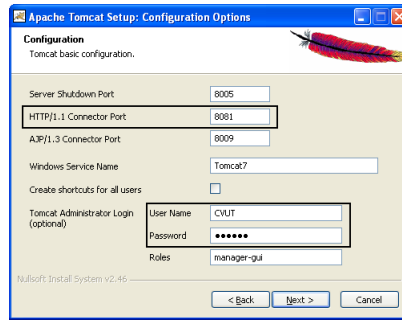 Apache Tomcat Setup: Configuration Options
Configuration
Tomcat basic configuration.
Server Shutdown Port 8005
HTTP/1.1 Connector Port 8081
AJP/1.3 Connector Port 8009
Windows Service Name Tomcat7
Create shortcuts for all users
Tomcat Administrator Login (optional) User Name CVUT
Password ●●●●●●
Roles manager-gui
Nullsoft Install System v2.46
< Back Next > Cancel